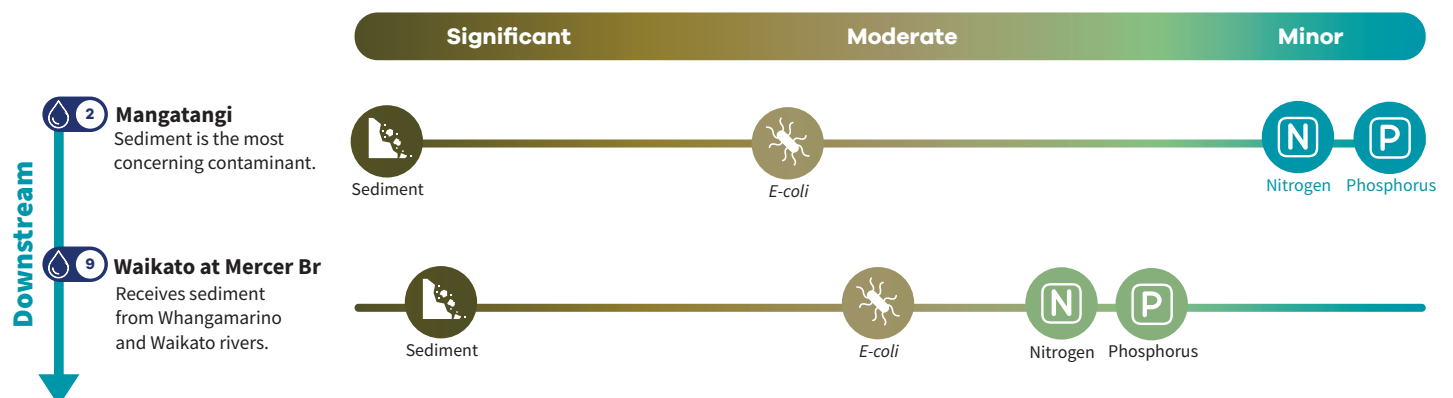 Significant Moderate Minor
Downstream
2 Mangatangi
Sediment is the most
concerning contaminant.
Sediment
E-coli
N
Nitrogen
P
Phosphorus
9 Waikato at Mercer Br
Receives sediment
from Whangamarino
and Waikato rivers.
Sediment
E-coli
N
Nitrogen
P
Phosphorus